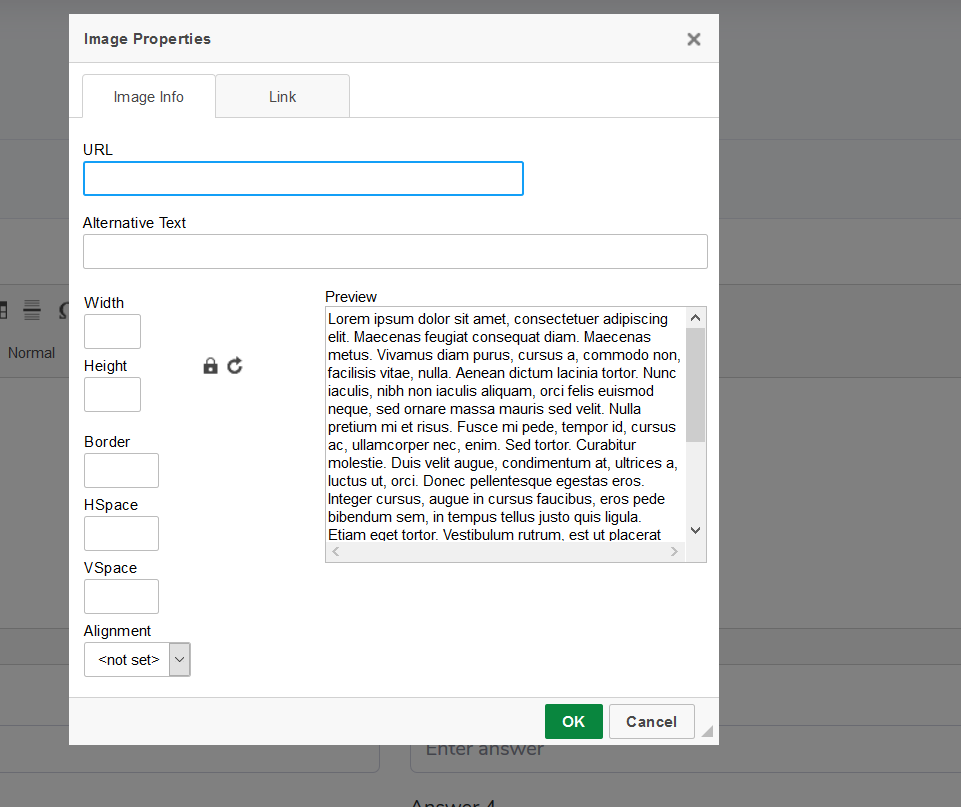 Image Properties
Image Info
Link
URL
Alternative Text
Width
Height
Border
HSpace
VSpace
Alignment
<not set>
Preview
Lorem ipsum dolor sit amet, consectetuer adipiscing
elit. Maecenas feugiat consequat diam. Maecenas
metus. Vivamus diam purus, cursus a, commodo non,
facilisis vitae, nulla. Aenean dictum lacinia tortor. Nunc
iaculis, nibh non iaculis aliquam, orci felis euismod
neque, sed ornare massa mauris sed velit. Nulla
pretium mi et risus. Fusce mi pede, tempor id, cursus
ac, ullamcorper nec, enim. Sed tortor. Curabitur
molestie. Duis velit augue, condimentum at, ultrices a,
luctus ut, orci. Donec pellentesque egestas eros.
Integer cursus, augue in cursus faucibus, eros pede
bibendum sem, in tempus tellus justo quis ligula.
Etiam eget tortor. Vestibulum rutrum, est ut placerat
OK
Cancel
Normal
Enter answer
Answer 4